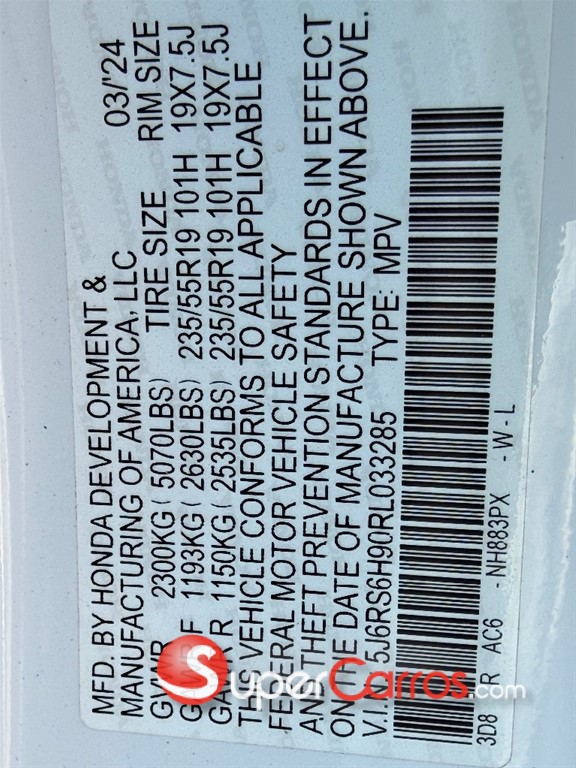 MFD. BY HONDA DEVELOPMENT &
MANUFACTURING OF AMERICA, LLC 03/'24
GVWR 2300KG ( 5070LBS) TIRE SIZE RIM SIZE
GAWR F 1193KG ( 2630LBS) 235/55R19 101H 19X7.5J
GAWR R 1150KG ( 2535LBS) 235/55R19 101H 19X7.5J
THIS VEHICLE CONFORMS TO ALL APPLICABLE
FEDERAL MOTOR VEHICLE SAFETY
AND THEFT PREVENTION STANDARDS IN EFFECT
ON THE DATE OF MANUFACTURE SHOWN ABOVE.
V.I. 5J6RS6H90RL033285 TYPE: MPV
3D8 R AC6 - NH883PX - W - L
SuperCarros.com